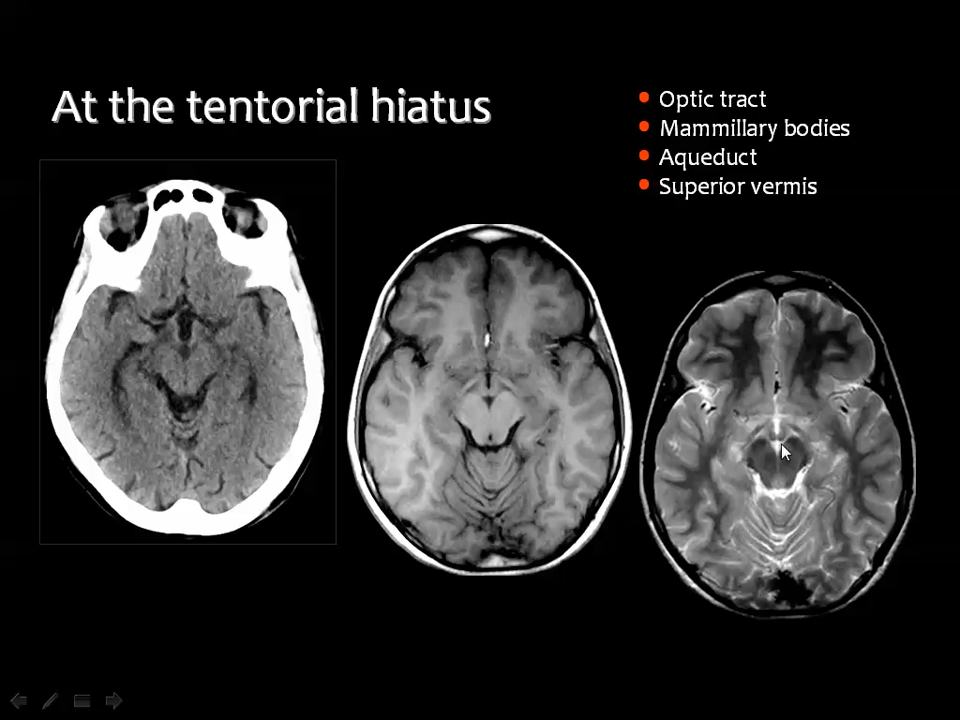 At the tentorial hiatus
Optic tract
Mammillary bodies
Aqueduct
Superior vermis